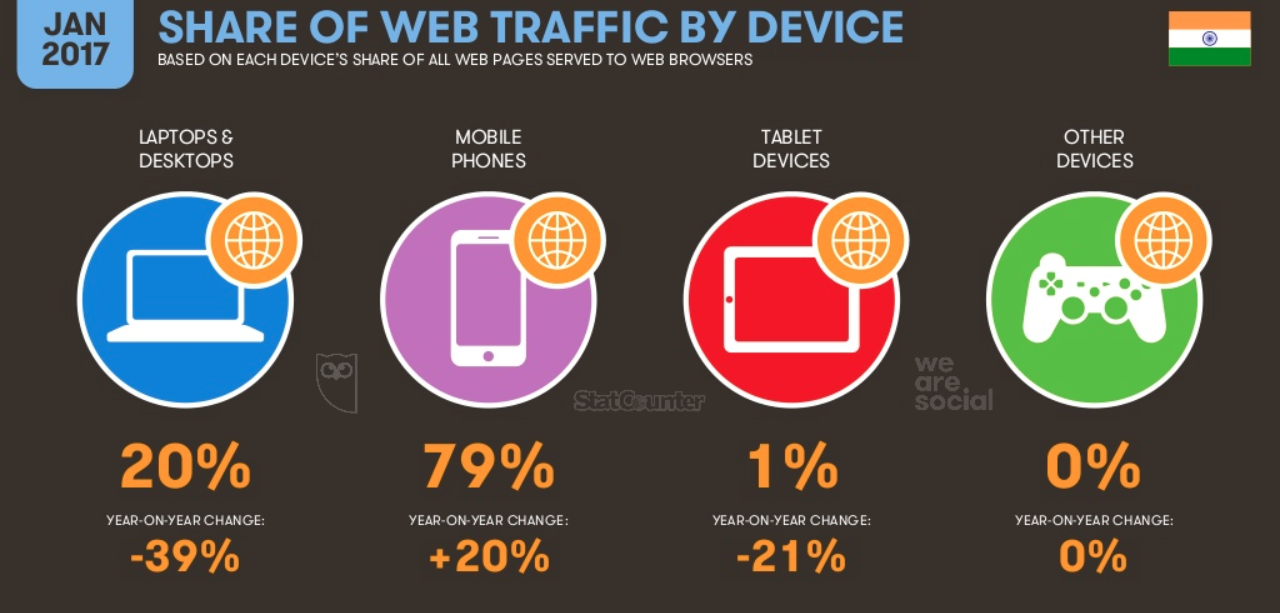 JAN
2017
SHARE OF WEB TRAFFIC BY DEVICE
BASED ON EACH DEVICE'S SHARE OF ALL WEB PAGES SERVED TO WEB BROWSERS
LAPTOPS &
DESKTOPS
MOBILE
PHONES
TABLET
DEVICES
OTHER
DEVICES
StatCounter
we
are
social
20%
79%
1%
0%
YEAR-ON-YEAR CHANGE:
YEAR-ON-YEAR CHANGE:
YEAR-ON-YEAR CHANGE:
YEAR-ON-YEAR CHANGE:
-39%
+20%
-21%
0%